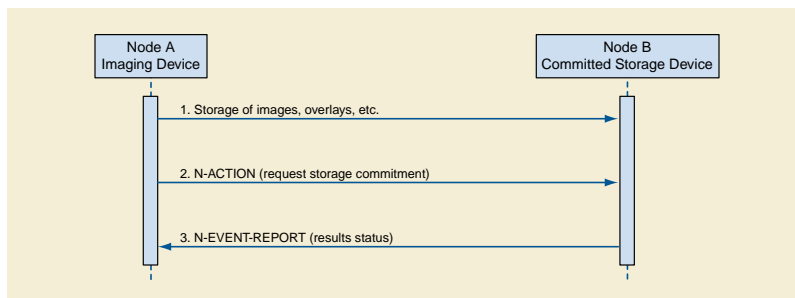 Node A
Imaging Device
Node B
Committed Storage Device
1. Storage of images, overlays, etc.
2. N-ACTION (request storage commitment)
3. N-EVENT-REPORT (results status)